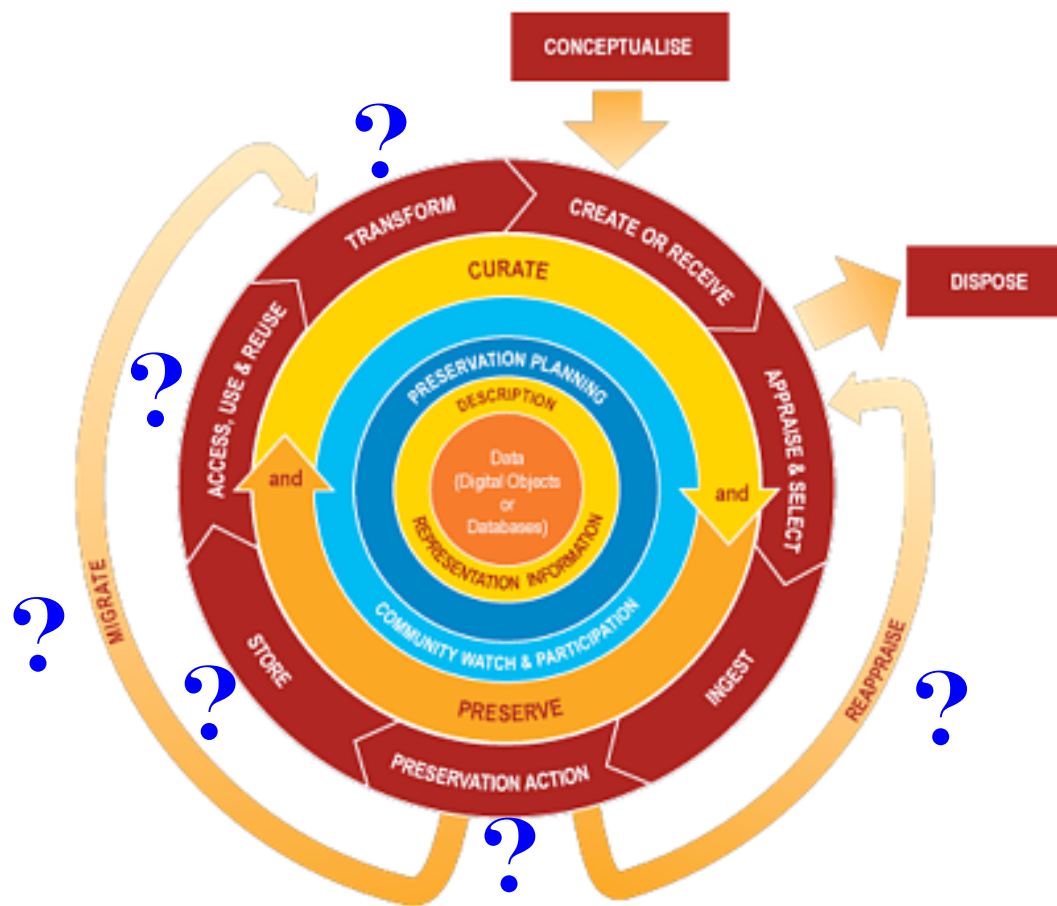 CONCEPTUALISE
?
TRANSFORM
CREATE OR RECEIVE
DISPOSE
CURATE
?
ACCESS, USE & REUSE
PRESERVATION PLANNING
DESCRIPTION
APPRAISE & SELECT
and
Data
(Digital Objects
or
Databases)
and
REPRESENTATION INFORMATION
COMMUNITY WATCH & PARTICIPATION
MIGRATE
?
STORE
?
INGEST
REAPPRAISE
?
PRESERVE
PRESERVATION ACTION
?